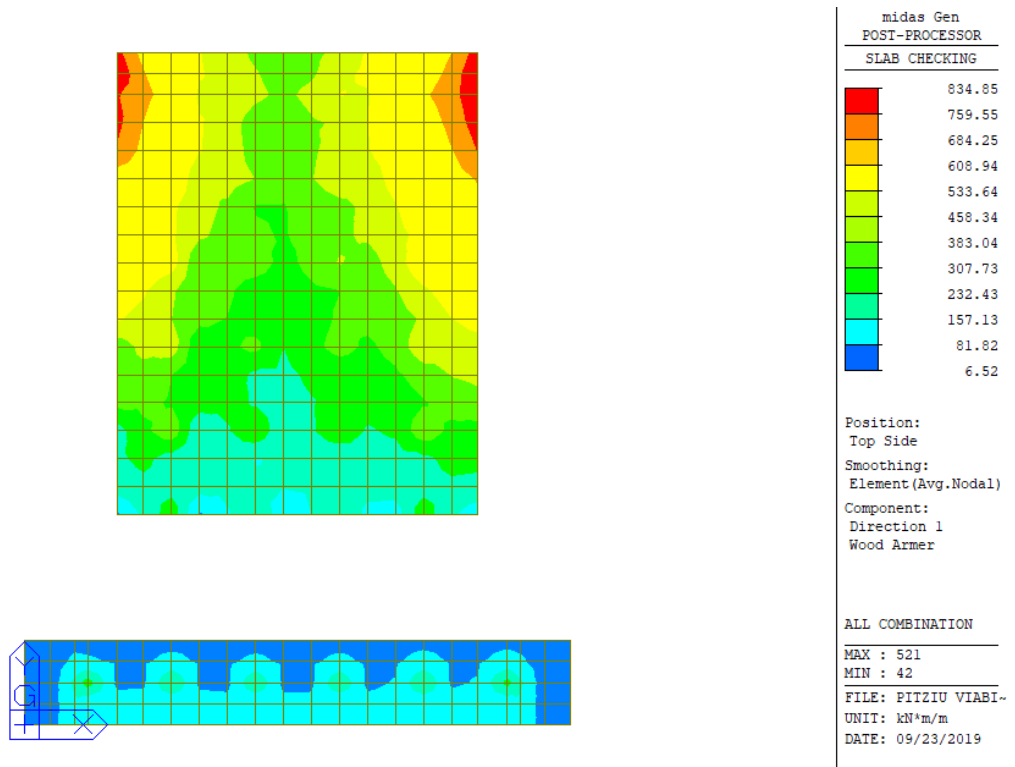 midas Gen
POST-PROCESSOR
SLAB CHECKING
834.85
759.55
684.25
608.94
533.64
458.34
383.04
307.73
232.43
157.13
81.82
6.52
Position:
Top Side
Smoothing:
Element(Avg.Nodal)
Component:
Direction 1
Wood Armer
ALL COMBINATION
MAX : 521
MIN : 42
FILE: PITZIU VIABI~
UNIT: kN*m/m
DATE: 09/23/2019
Y
G
X